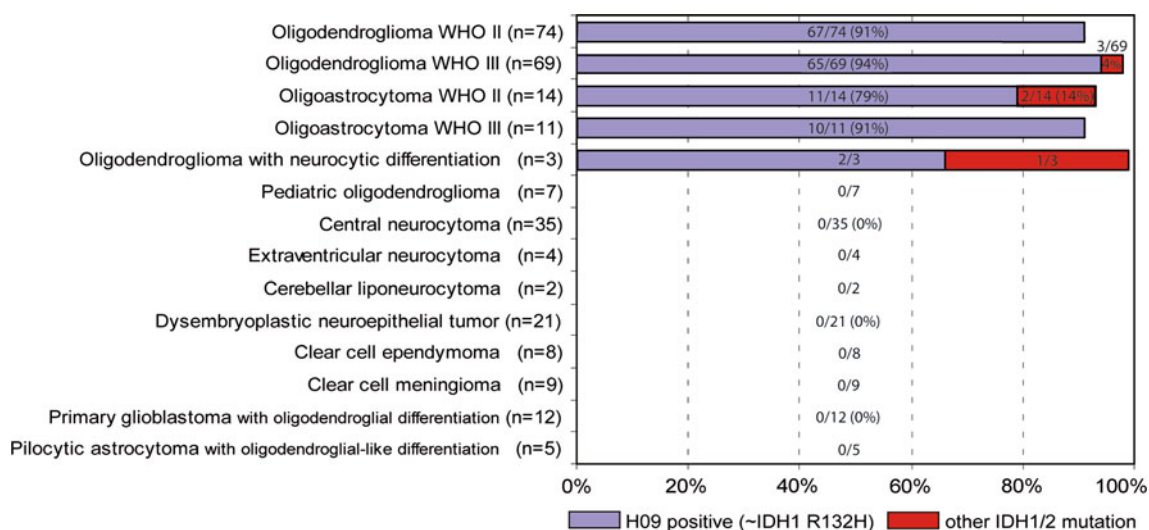 Oligodendroglioma WHO II (n=74) 67/74 (91%)
3/69
Oligodendroglioma WHO III (n=69) 65/69 (94%) 4%
Oligoastrocytoma WHO II (n=14) 11/14 (79%) 2/14 (14%)
Oligoastrocytoma WHO III (n=11) 10/11 (91%)
Oligodendroglioma with neurocytic differentiation (n=3) 2/3 1/3
Pediatric oligodendroglioma (n=7) 0/7
Central neurocytoma (n=35) 0/35 (0%)
Extraventricular neurocytoma (n=4) 0/4
Cerebellar liponeurocytoma (n=2) 0/2
Dysembryoplastic neuroepithelial tumor (n=21) 0/21 (0%)
Clear cell ependymoma (n=8) 0/8
Clear cell meningioma (n=9) 0/9
Primary glioblastoma with oligodendroglial differentiation (n=12) 0/12 (0%)
Pilocytic astrocytoma with oligodendroglial-like differentiation (n=5) 0/5
0% 20% 40% 60% 80% 100%
H09 positive (~IDH1 R132H) other IDH1/2 mutation